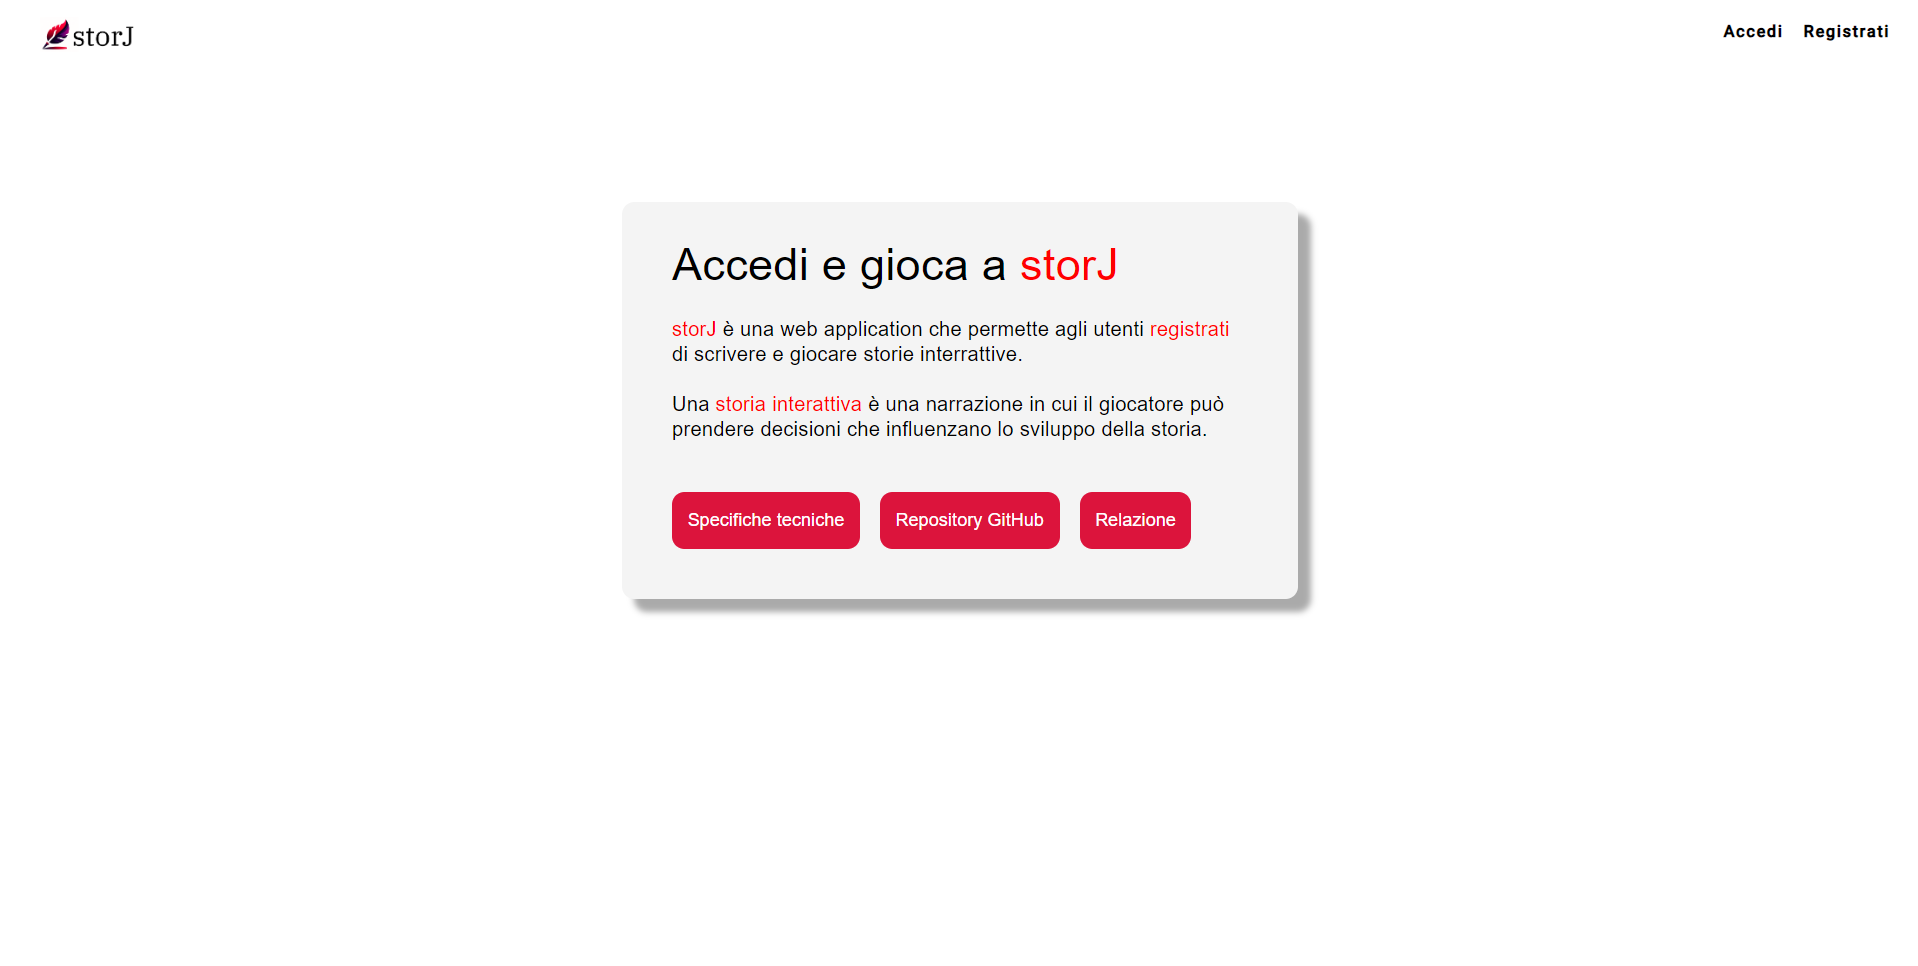 storJ
Accedi Registrati
Accedi e gioca a storJ
storJ è una web application che permette agli utenti registrati
di scrivere e giocare storie interrattive.
Una storia interattiva è una narrazione in cui il giocatore può
prendere decisioni che influenzano lo sviluppo della storia.
Specifiche tecniche Repository GitHub Relazione